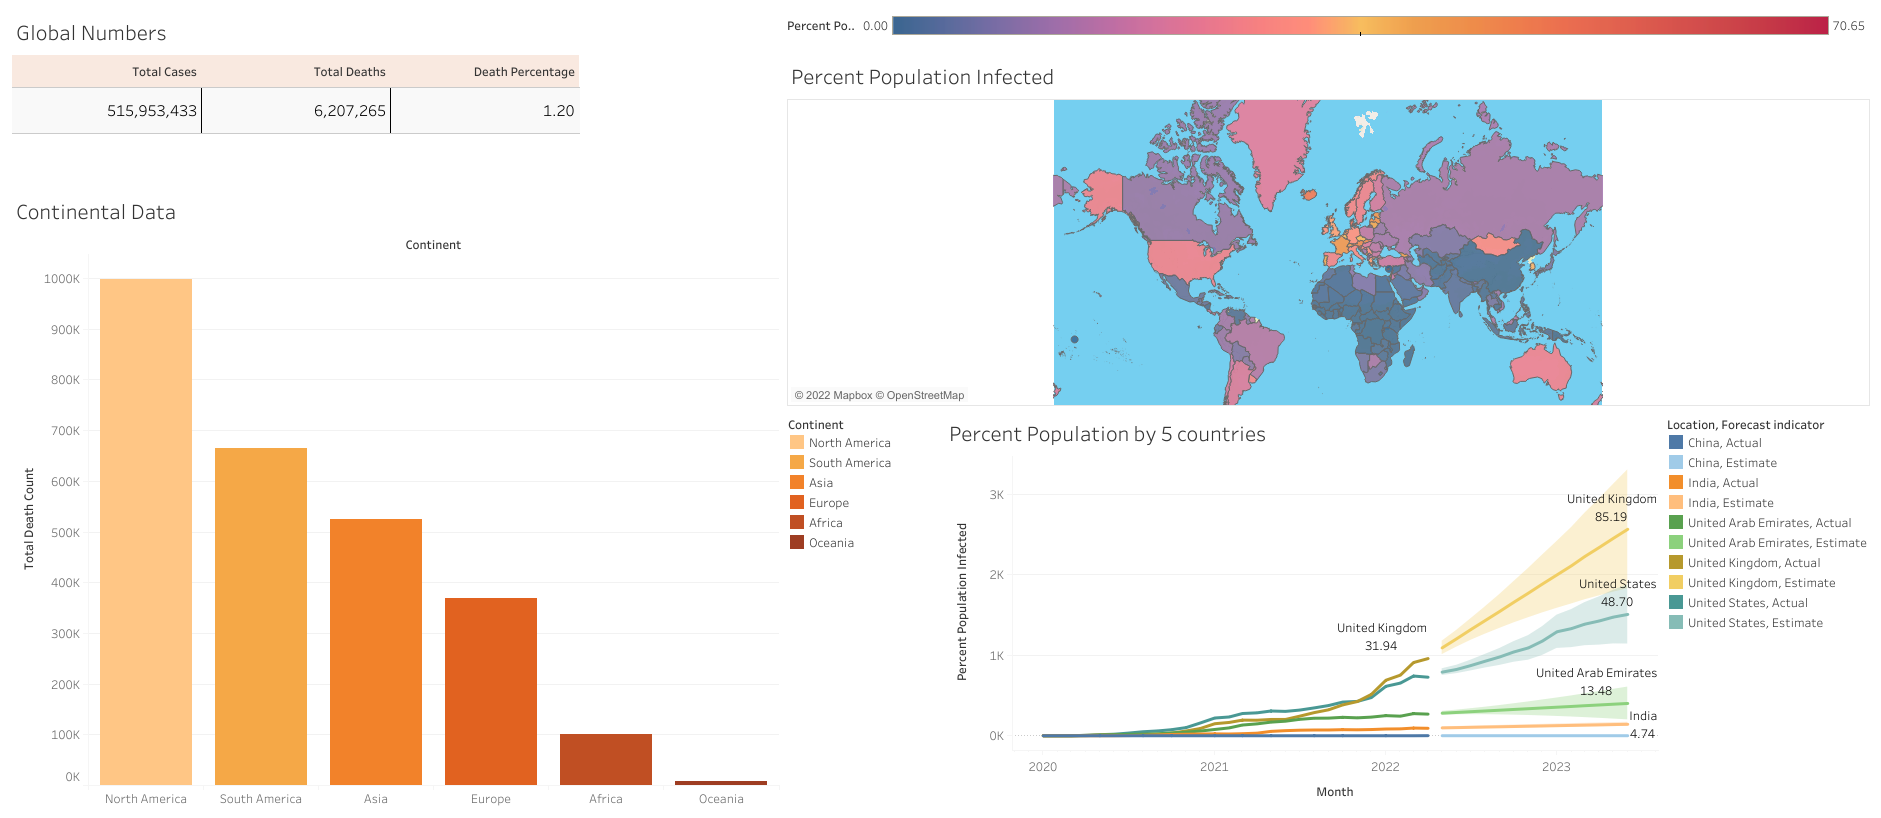 Global Numbers
Total Cases Total Deaths Death Percentage
515,953,433 6,207,265 1.20
Continental Data
Continent
Total Death Count
1000K
900K
800K
700K
600K
500K
400K
300K
200K
100K
0K
North America South America Asia Europe Africa Oceania
Percent Po.. 0.00 70.65
Percent Population Infected
© 2022 Mapbox © OpenStreetMap
Continent
North America
South America
Asia
Europe
Africa
Oceania
Percent Population by 5 countries
Percent Population Infected
3K
2K
1K
0K
United Kingdom
85.19
United States
48.70
United Kingdom
31.94
United Arab Emirates
13.48
India
4.74
2020 2021 2022 2023
Month
Location, Forecast indicator
China, Actual
China, Estimate
India, Actual
India, Estimate
United Arab Emirates, Actual
United Arab Emirates, Estimate
United Kingdom, Actual
United Kingdom, Estimate
United States, Actual
United States, Estimate